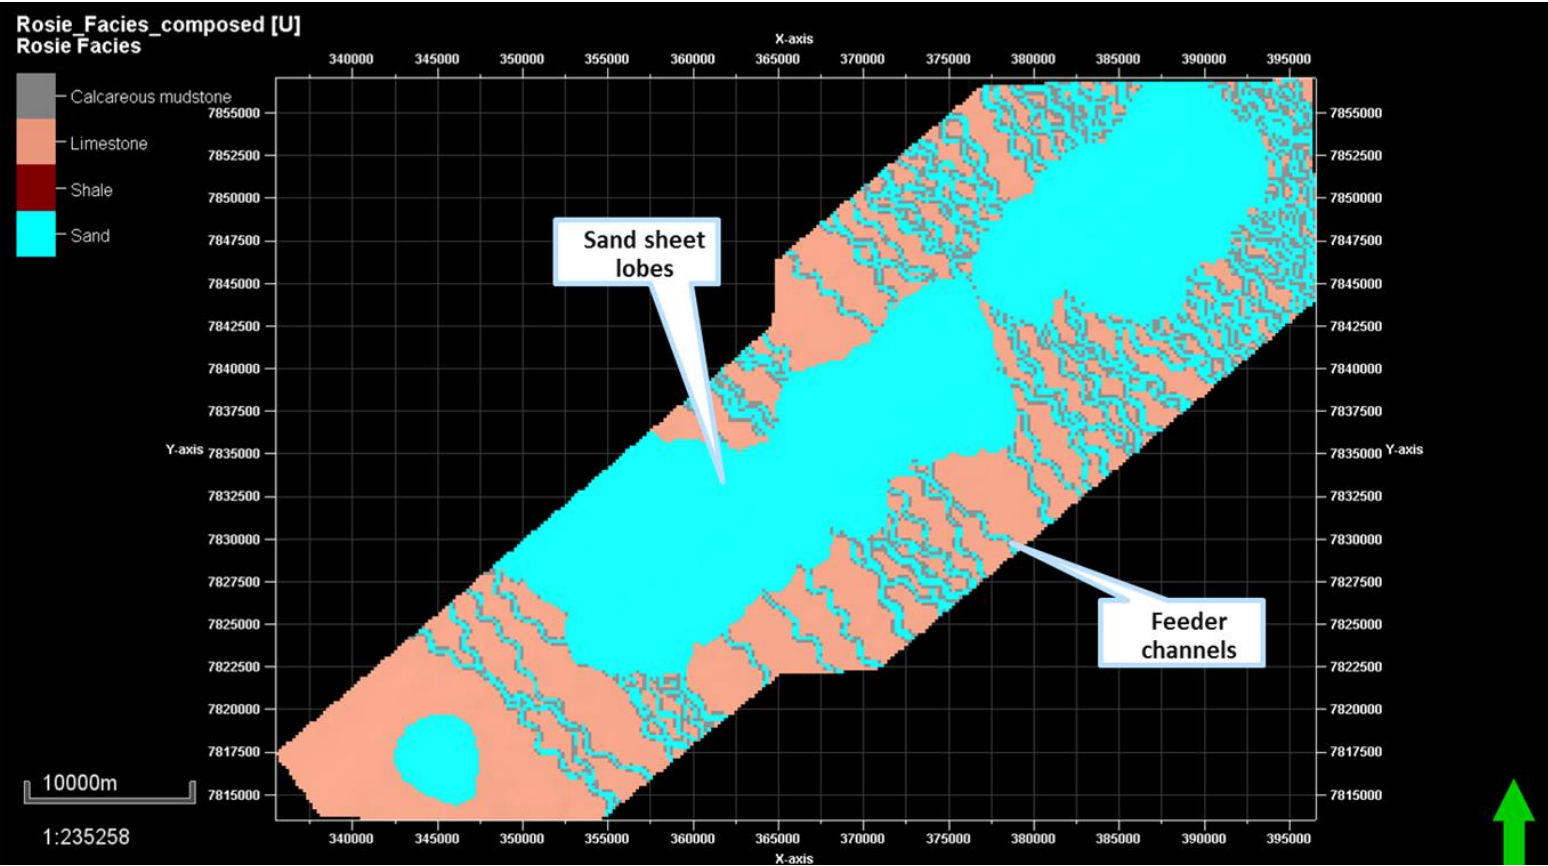 Rosie_Facies_composed [U]
Rosie Facies
Calcareous mudstone
Limestone
Shale
Sand
X-axis
340000 345000 350000 355000 360000 365000 370000 375000 380000 385000 390000 395000
7855000 7855000
7852500 7852500
7850000 7850000
7847500 7847500
7845000 7845000
7842500 7842500
7840000 7840000
7837500 7837500
Y-axis 7835000 7835000 Y-axis
7832500 7832500
7830000 7830000
7827500 7827500
7825000 7825000
7822500 7822500
7820000 7820000
7817500 7817500
7815000 7815000
Sand sheet
lobes
Feeder
channels
340000 345000 350000 355000 360000 365000 370000 375000 380000 385000 390000 395000
X-axis
10000m
1:235258